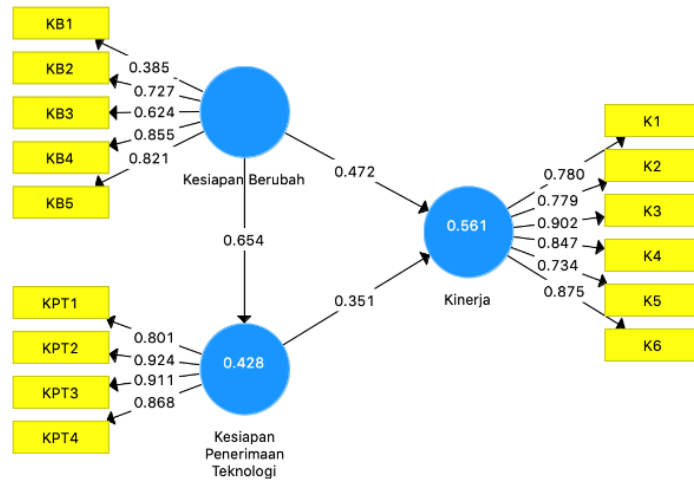 KB1
KB2
KB3
KB4
KB5
0.385
0.727
0.624
0.855
0.821
Kesiapan Berubah
0.472
0.654
0.351
K1
K2
K3
K4
K5
K6
0.780
0.779
0.902
0.847
0.734
0.875
0.561
Kinerja
KPT1
KPT2
KPT3
KPT4
0.801
0.924
0.911
0.868
0.428
Kesiapan
Penerimaan
Teknologi